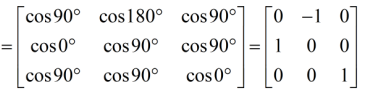 = [cos90° cos180° cos90°] = [0 −1 0]
[cos0° cos90° cos90°] [1 0 0]
[cos90° cos90° cos0°] [0 0 1]